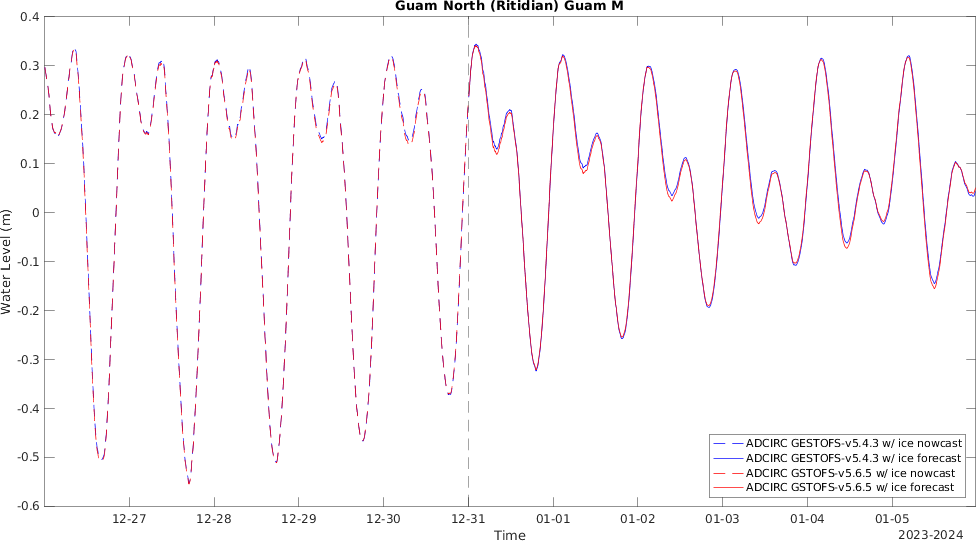 Guam North (Ritidian) Guam M
0.4
0.3
0.2
0.1
0
-0.1
-0.2
-0.3
-0.4
-0.5
-0.6
Water Level (m)
12-27 12-28 12-29 12-30 12-31 01-01 01-02 01-03 01-04 01-05
Time
2023-2024
ADCIRC GESTOFS-v5.4.3 w/ ice nowcast
ADCIRC GESTOFS-v5.4.3 w/ ice forecast
ADCIRC GSTOFS-v5.6.5 w/ ice nowcast
ADCIRC GSTOFS-v5.6.5 w/ ice forecast